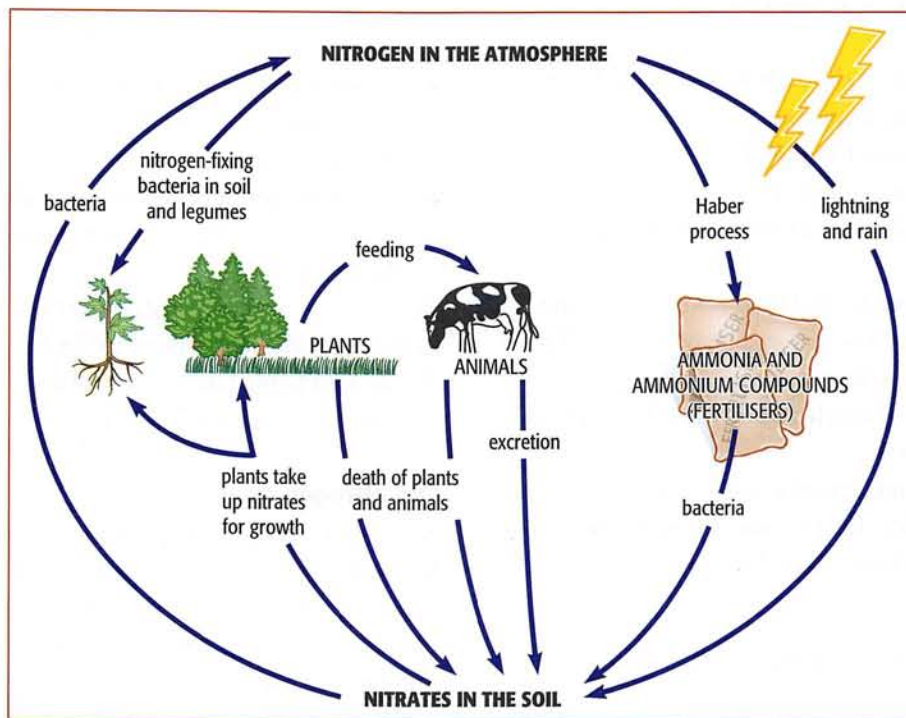 NITROGEN IN THE ATMOSPHERE
nitrogen-fixing
bacteria in soil
and legumes
bacteria
feeding
Haber
process
lightning
and rain
PLANTS
ANIMALS
AMMONIA AND
AMMONIUM COMPOUNDS
(FERTILISERS)
excretion
plants take
up nitrates
for growth
death of plants
and animals
bacteria
NITRATES IN THE SOIL